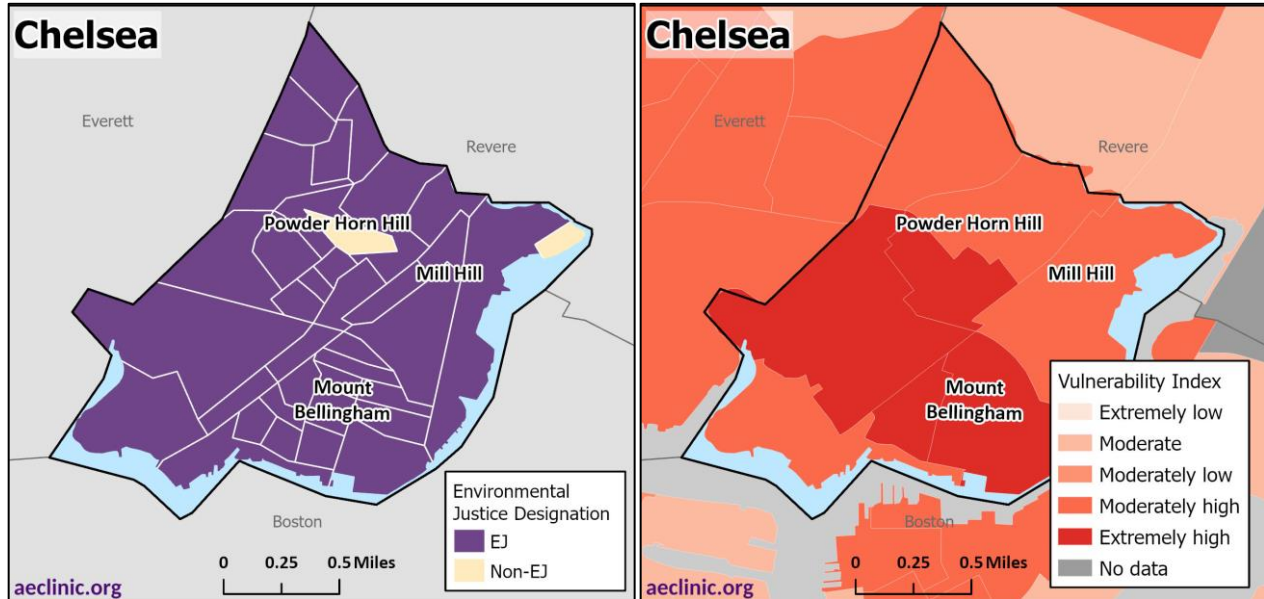 Chelsea
Everett
Revere
Powder Horn Hill
Mill Hill
Mount
Bellingham
Boston
Environmental
Justice Designation
EJ
Non-EJ
0 0.25 0.5 Miles
aeclinic.org
Chelsea
Everett
Revere
Powder Horn Hill
Mill Hill
Mount
Bellingham
Boston
Vulnerability Index
Extremely low
Moderate
Moderately low
Moderately high
Extremely high
No data
0 0.25 0.5 Miles
aeclinic.org